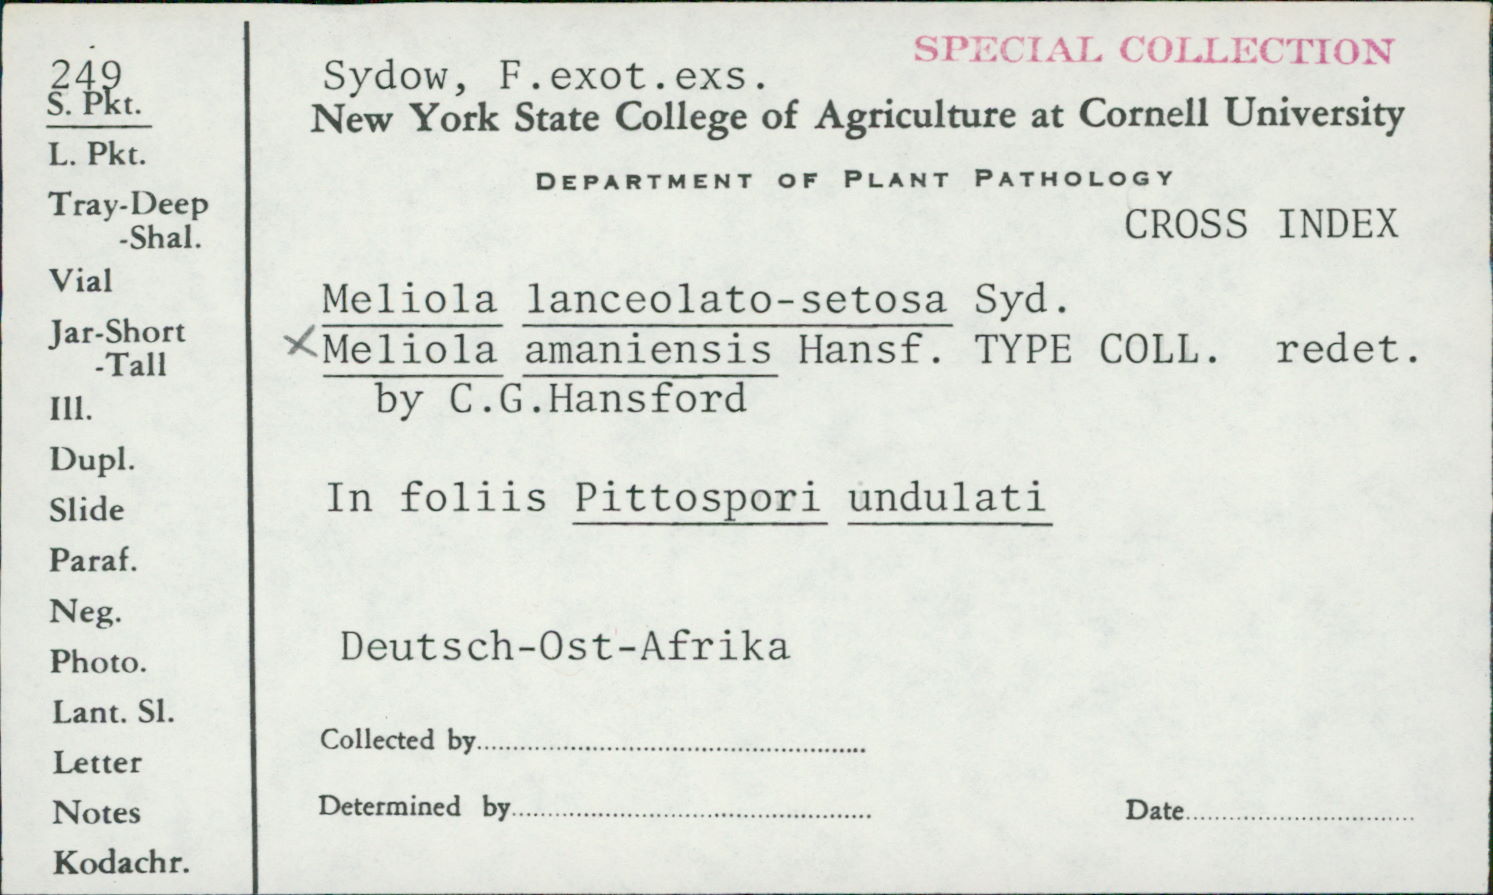 249
S. Pkt.
L. Pkt.
Tray-Deep
-Shal.
Vial
Jar-Short
-Tall
Ill.
Dupl.
Slide
Paraf.
Neg.
Photo.
Lant. Sl.
Letter
Notes
Kodachr.
SPECIAL COLLECTION
Sydow, F.exot.exs.
New York State College of Agriculture at Cornell University
DEPARTMENT OF PLANT PATHOLOGY
CROSS INDEX
Meliola lanceolato-setosa Syd.
×Meliola amaniensis Hansf. TYPE COLL. redet.
by C.G.Hansford
In foliis Pittospori undulati
Deutsch-Ost-Afrika
Collected by
Determined by Date